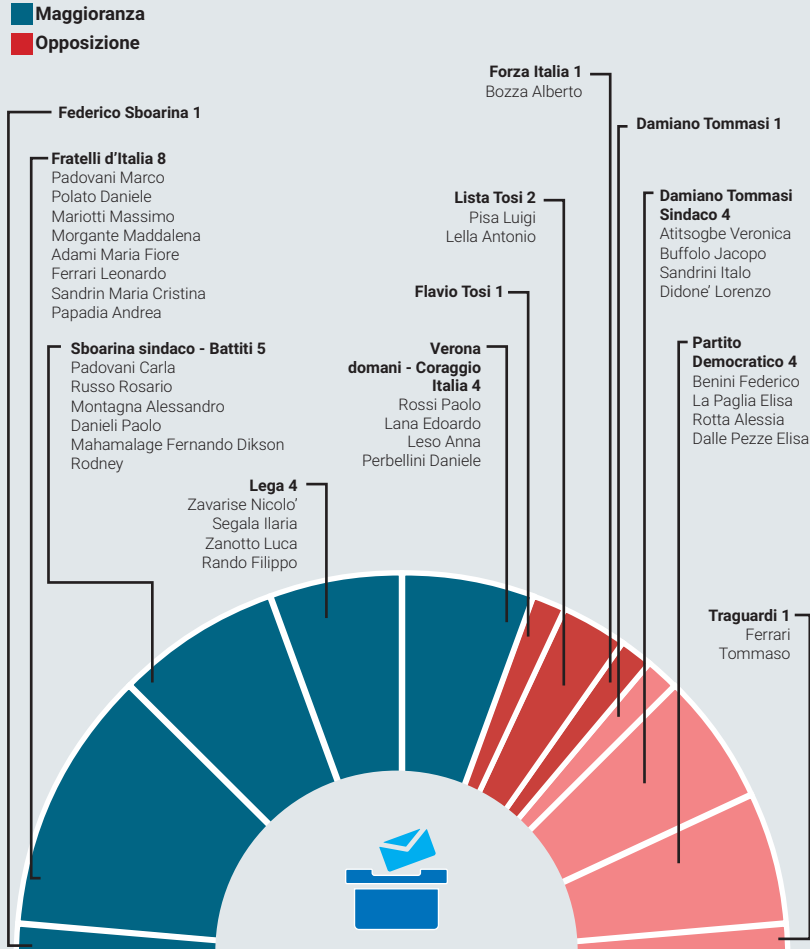 Maggioranza
Opposizione
Federico Sboarina 1
Fratelli d'Italia 8
Padovani Marco
Polato Daniele
Mariotti Massimo
Morgante Maddalena
Adami Maria Fiore
Ferrari Leonardo
Sandrin Maria Cristina
Papadia Andrea
Sboarina sindaco - Battiti 5
Padovani Carla
Russo Rosario
Montagna Alessandro
Danieli Paolo
Mahamalage Fernando Dikson
Rodney
Lega 4
Zavarise Nicolo'
Segala Ilaria
Zanotto Luca
Rando Filippo
Verona
domani - Coraggio
Italia 4
Rossi Paolo
Lana Edoardo
Leso Anna
Perbellini Daniele
Flavio Tosi 1
Lista Tosi 2
Pisa Luigi
Lella Antonio
Forza Italia 1
Bozza Alberto
Damiano Tommasi 1
Damiano Tommasi
Sindaco 4
Atitsogbe Veronica
Buffolo Jacopo
Sandrini Italo
Didone' Lorenzo
Partito
Democratico 4
Benini Federico
La Paglia Elisa
Rotta Alessia
Dalle Pezze Elisa
Traguardi 1
Ferrari
Tommaso